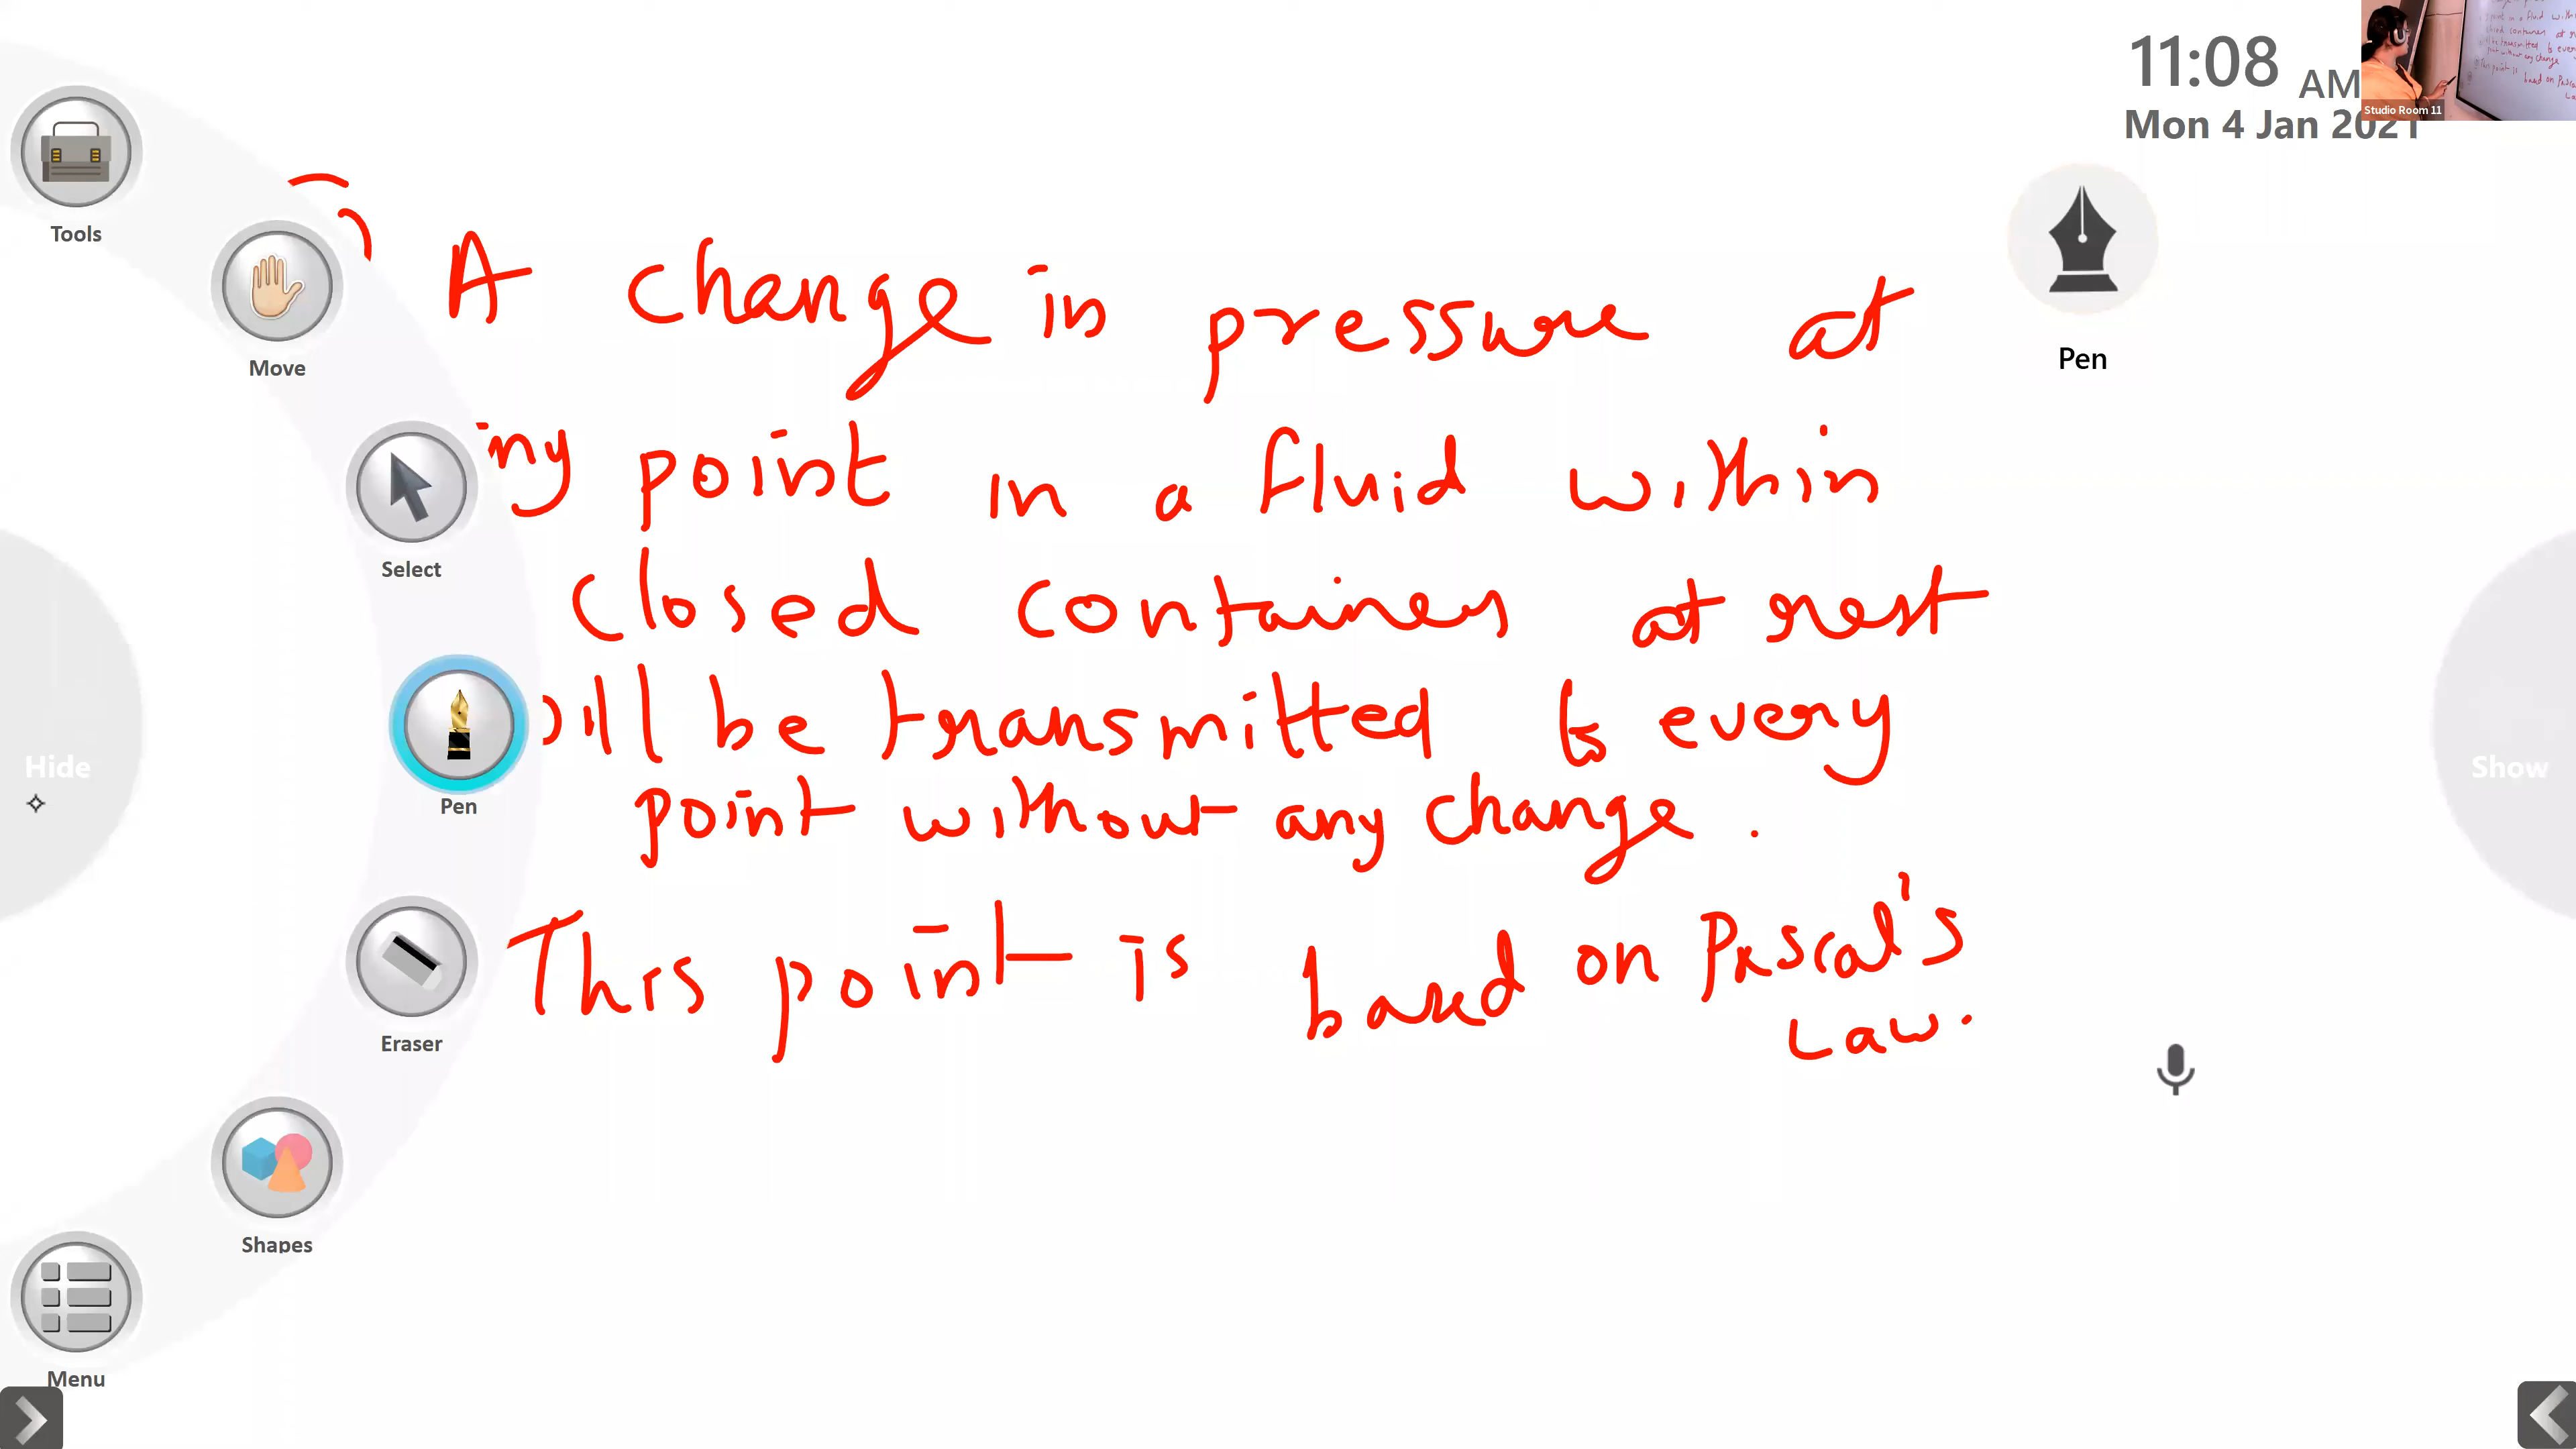 11:08 AM
Mon 4 Jan 2021
Studio Room 11
Tools
Move
Select
Pen
Eraser
Shapes
Menu
Hide
Show
Pen
A change in pressure at
ny point in a fluid within
closed container at rest
ill be transmitted to every
point without any change.
This point is based on Pascal's
Law.